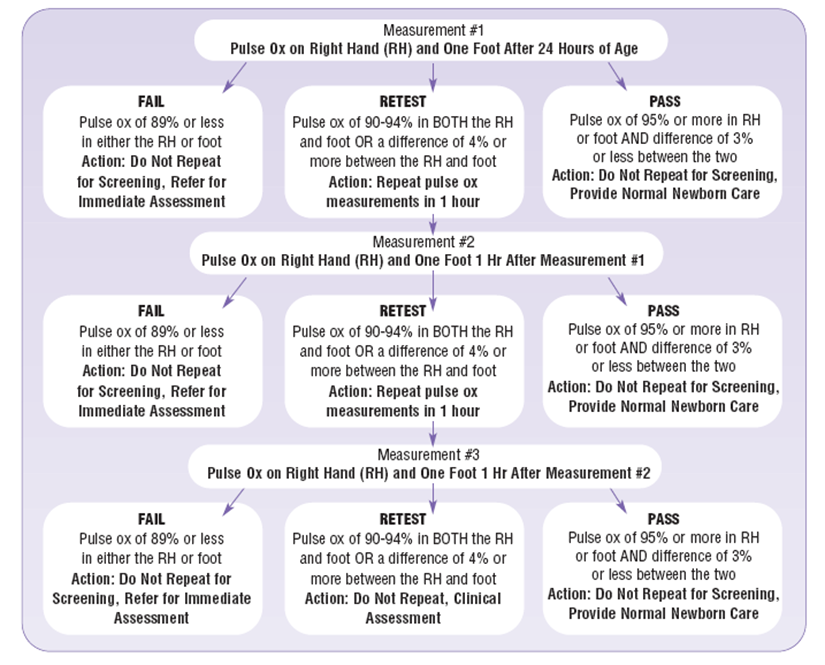 Measurement #1
Pulse Ox on Right Hand (RH) and One Foot After 24 Hours of Age
FAIL
Pulse ox of 89% or less
in either the RH or foot
Action: Do Not Repeat
for Screening, Refer for
Immediate Assessment
RETEST
Pulse ox of 90-94% in BOTH the RH
and foot OR a difference of 4% or
more between the RH and foot
Action: Repeat pulse ox
measurements in 1 hour
PASS
Pulse ox of 95% or more in RH
or foot AND difference of 3%
or less between the two
Action: Do Not Repeat for Screening,
Provide Normal Newborn Care
Measurement #2
Pulse Ox on Right Hand (RH) and One Foot 1 Hr After Measurement #1
FAIL
Pulse ox of 89% or less
in either the RH or foot
Action: Do Not Repeat
for Screening, Refer for
Immediate Assessment
RETEST
Pulse ox of 90-94% in BOTH the RH
and foot OR a difference of 4% or
more between the RH and foot
Action: Repeat pulse ox
measurements in 1 hour
PASS
Pulse ox of 95% or more in RH
or foot AND difference of 3%
or less between the two
Action: Do Not Repeat for Screening,
Provide Normal Newborn Care
Measurement #3
Pulse Ox on Right Hand (RH) and One Foot 1 Hr After Measurement #2
FAIL
Pulse ox of 89% or less
in either the RH or foot
Action: Do Not Repeat for
Screening, Refer for Immediate
Assessment
RETEST
Pulse ox of 90-94% in BOTH the RH
and foot OR a difference of 4% or
more between the RH and foot
Action: Do Not Repeat, Clinical
Assessment
PASS
Pulse ox of 95% or more in RH
or foot AND difference of 3%
or less between the two
Action: Do Not Repeat for Screening,
Provide Normal Newborn Care